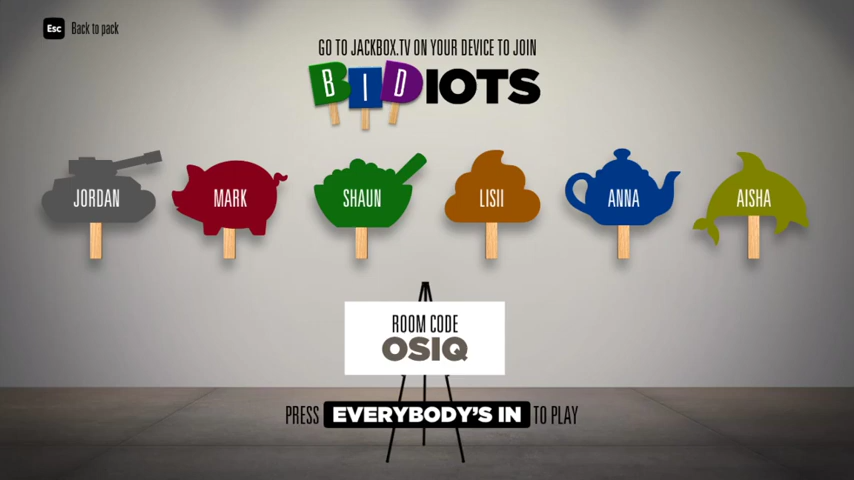 Esc Back to pack
GO TO JACKBOX.TV ON YOUR DEVICE TO JOIN
BIDIOTS
JORDAN MARK SHAUN LISII ANNA AISHA
ROOM CODE
OSIQ
PRESS EVERYBODY'S IN TO PLAY